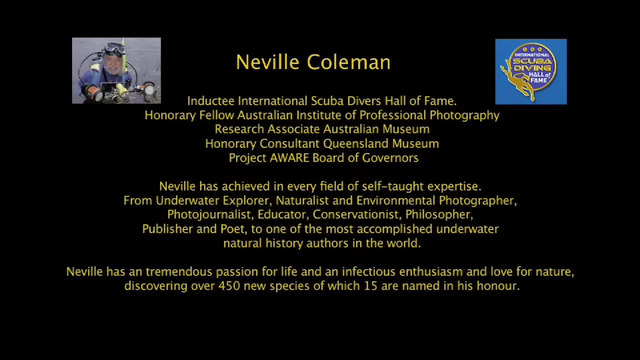 Neville Coleman
INTERNATIONAL
SCUBA
DIVING
HALL of
FAME
Inductee International Scuba Divers Hall of Fame.
Honorary Fellow Australian Institute of Professional Photography
Research Associate Australian Museum
Honorary Consultant Queensland Museum
Project AWARE Board of Governors
Neville has achieved in every field of self-taught expertise.
From Underwater Explorer, Naturalist and Environmental Photographer,
Photojournalist, Educator, Conservationist, Philosopher,
Publisher and Poet, to one of the most accomplished underwater
natural history authors in the world.
Neville has an tremendous passion for life and an infectious enthusiasm and love for nature,
discovering over 450 new species of which 15 are named in his honour.